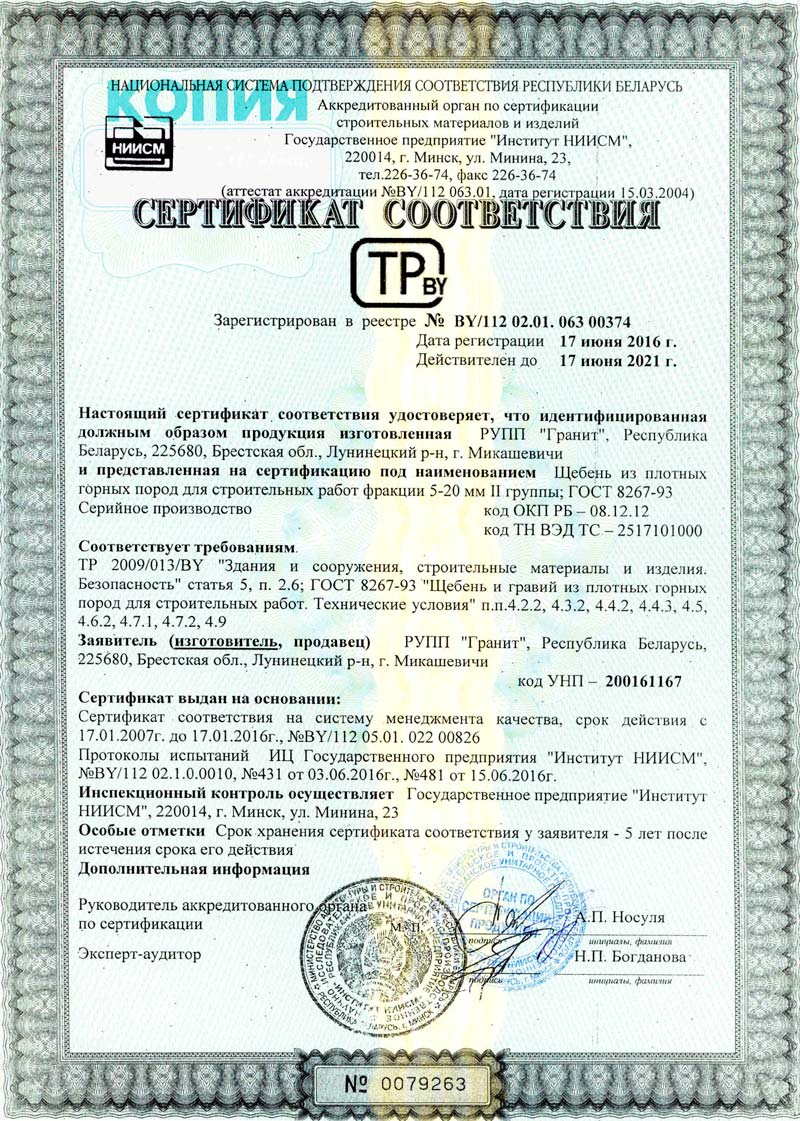 НАЦИОНАЛЬНАЯ СИСТЕМА ПОДТВЕРЖДЕНИЯ СООТВЕТСТВИЯ РЕСПУБЛИКИ БЕЛАРУСЬ
КОПИЯ
Аккредитованный орган по сертификации
строительных материалов и изделий
НИИСМ
Государственное предприятие "Институт НИИСМ",
220014, г. Минск, ул. Минина, 23,
тел.226-36-74, факс 226-36-74
(аттестат аккредитации №BY/112 063.01, дата регистрации 15.03.2004)
СЕРТИФИКАТ СООТВЕТСТВИЯ
ТР BY
Зарегистрирован в реестре № BY/112 02.01. 063 00374
Дата регистрации 17 июня 2016 г.
Действителен до 17 июня 2021 г.
Настоящий сертификат соответствия удостоверяет, что идентифицированная
должным образом продукция изготовленная РУПП "Гранит", Республика
Беларусь, 225680, Брестская обл., Лунинецкий р-н, г. Микашевичи
и представленная на сертификацию под наименованием Щебень из плотных
горных пород для строительных работ фракции 5-20 мм II группы; ГОСТ 8267-93
Серийное производство код ОКП РБ – 08.12.12
код ТН ВЭД ТС – 2517101000
Соответствует требованиям
ТР 2009/013/BY "Здания и сооружения, строительные материалы и изделия.
Безопасность" статья 5, п. 2.6; ГОСТ 8267-93 "Щебень и гравий из плотных горных
пород для строительных работ. Технические условия" п.п.4.2.2, 4.3.2, 4.4.2, 4.4.3, 4.5,
4.6.2, 4.7.1, 4.7.2, 4.9
Заявитель (изготовитель, продавец) РУПП "Гранит", Республика Беларусь,
225680, Брестская обл., Лунинецкий р-н, г. Микашевичи
код УНП – 200161167
Сертификат выдан на основании:
Сертификат соответствия на систему менеджмента качества, срок действия с
17.01.2007г. до 17.01.2016г., №BY/112 05.01. 022 00826
Протоколы испытаний ИЦ Государственного предприятия "Институт НИИСМ",
№BY/112 02.1.0.0010, №431 от 03.06.2016г., №481 от 15.06.2016г.
Инспекционный контроль осуществляет Государственное предприятие "Институт
НИИСМ", 220014, г. Минск, ул. Минина, 23
Особые отметки Срок хранения сертификата соответствия у заявителя - 5 лет после
истечения срока его действия
Дополнительная информация
Руководитель аккредитованного органа
по сертификации М.П. А.П. Носуля
подпись инициалы, фамилия
Эксперт-аудитор Н.П. Богданова
подпись инициалы, фамилия
ОРГАН ПО
СЕРТИФИКАЦИИ
ПРОДУКЦИИ
№ 0079263